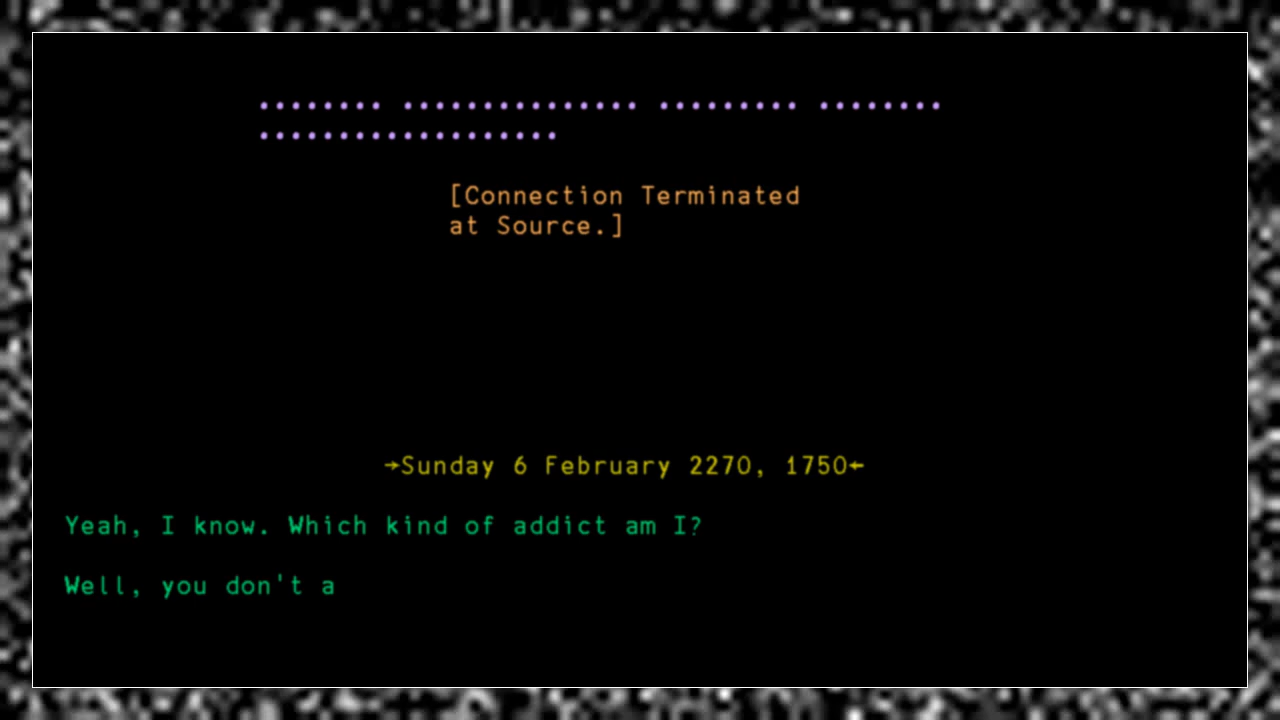 [Connection Terminated
at Source.]
→Sunday 6 February 2270, 1750←
Yeah, I know. Which kind of addict am I?
Well, you don't a